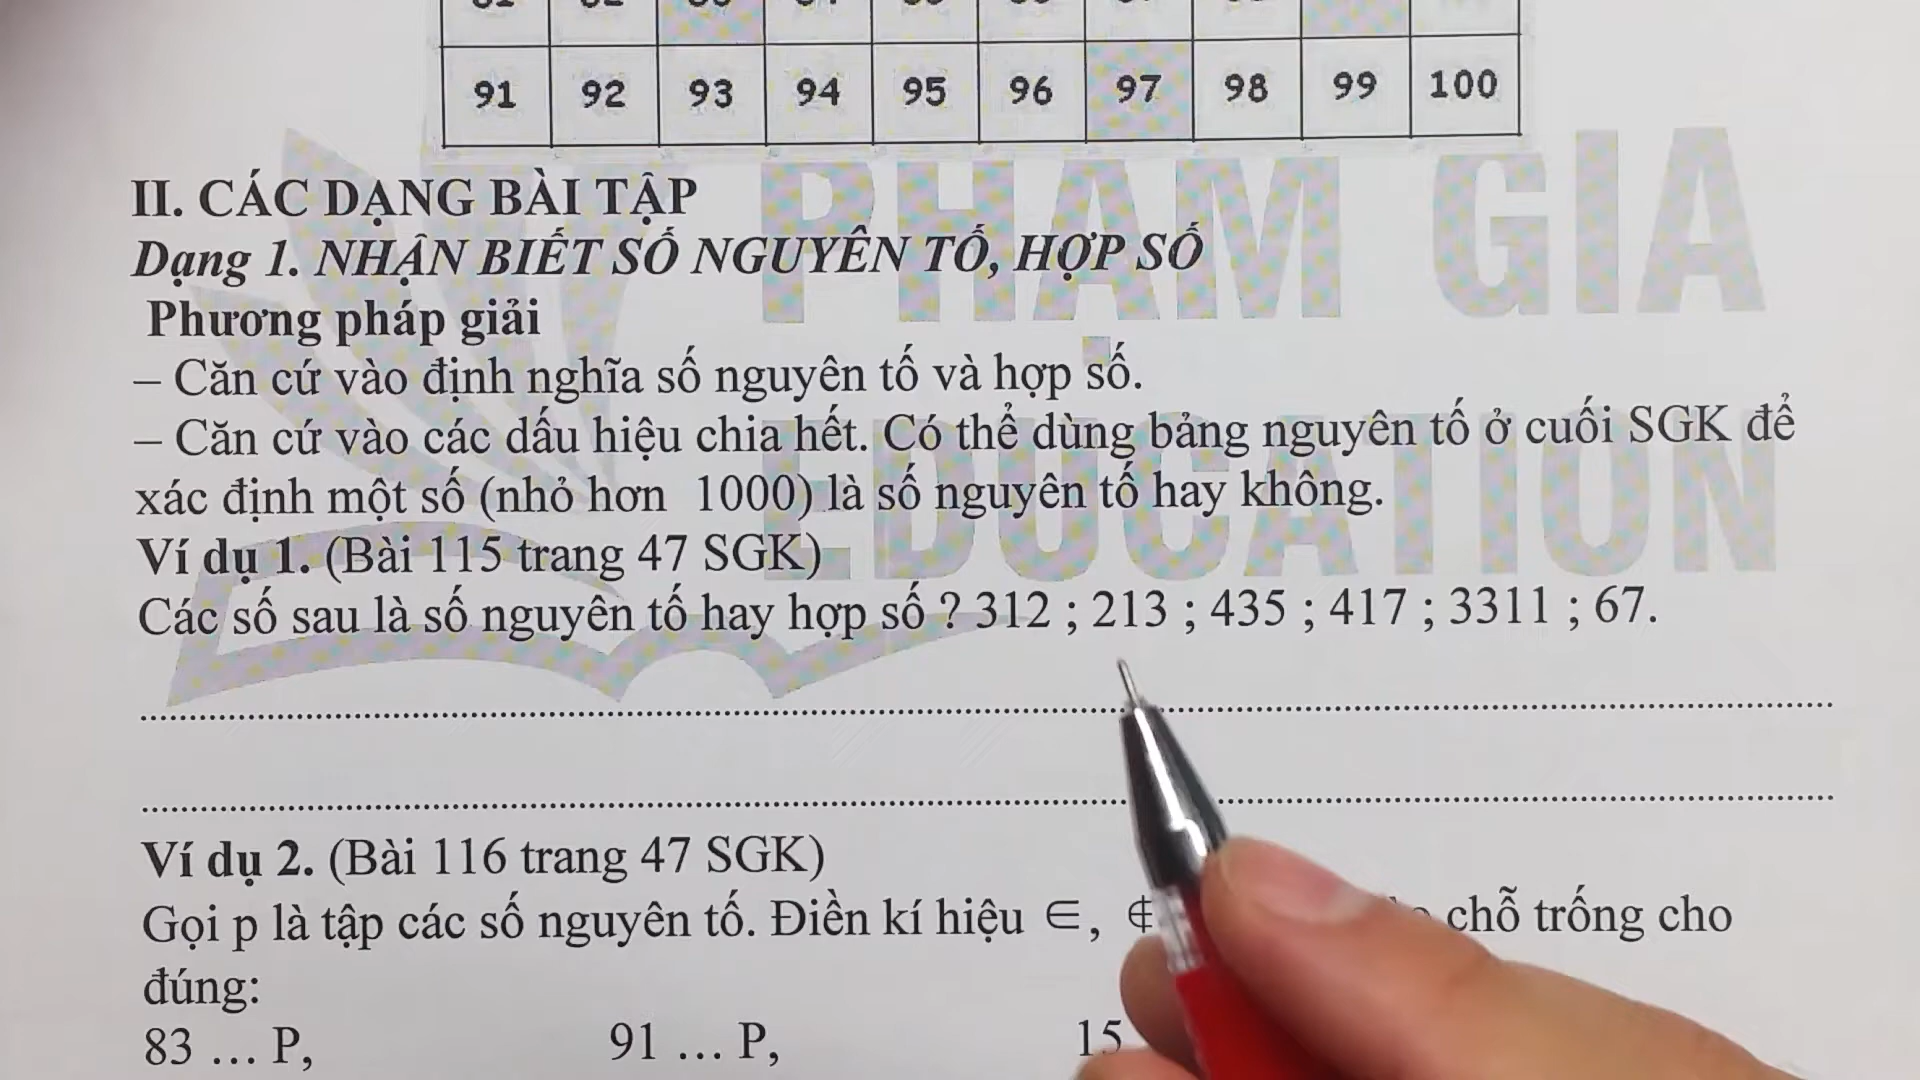 91 92 93 94 95 96 97 98 99 100
PHẠM GIA
II. CÁC DẠNG BÀI TẬP
Dạng 1. NHẬN BIẾT SỐ NGUYÊN TỐ, HỢP SỐ
Phương pháp giải
– Căn cứ vào định nghĩa số nguyên tố và hợp số.
EDUCATION
– Căn cứ vào các dấu hiệu chia hết. Có thể dùng bảng nguyên tố ở cuối SGK để
xác định một số (nhỏ hơn 1000) là số nguyên tố hay không.
Ví dụ 1. (Bài 115 trang 47 SGK)
Các số sau là số nguyên tố hay hợp số ? 312 ; 213 ; 435 ; 417 ; 3311 ; 67.
Ví dụ 2. (Bài 116 trang 47 SGK)
Gọi p là tập các số nguyên tố. Điền kí hiệu ∈, ∉ chỗ trống cho
đúng:
83 … P, 91 … P, 15